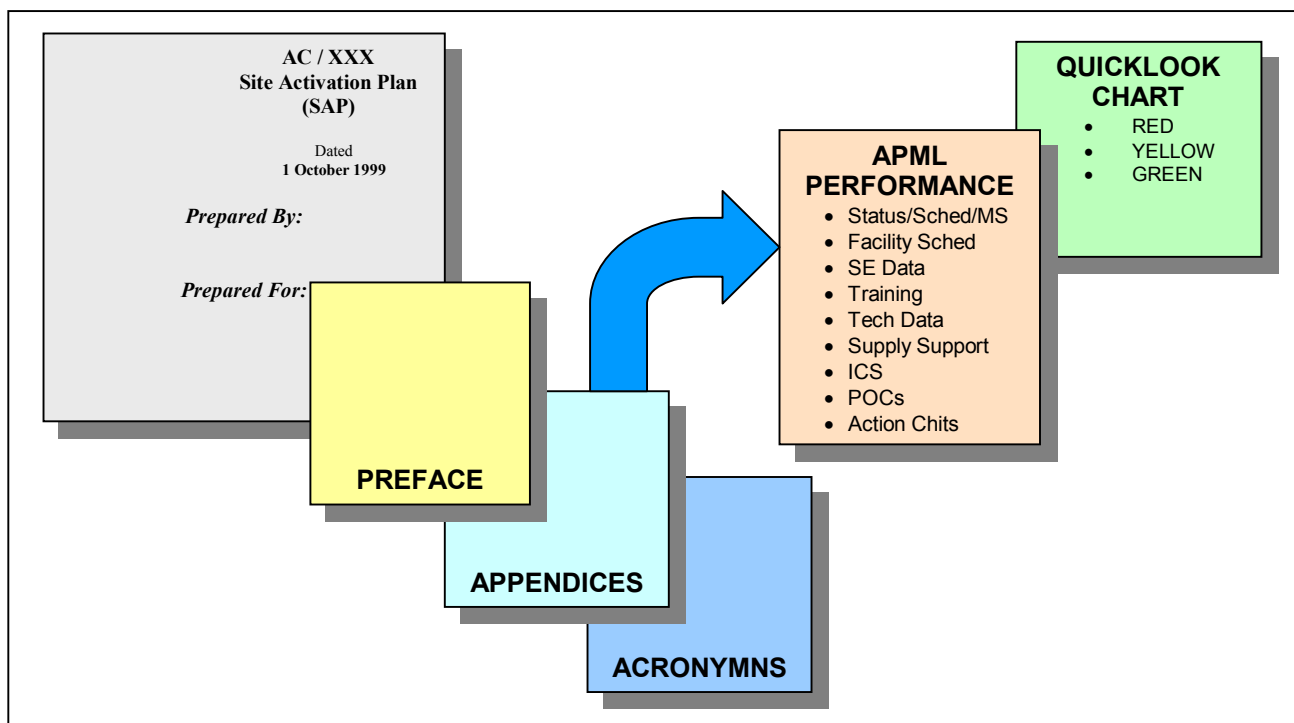 AC / XXX
Site Activation Plan
(SAP)
Dated
1 October 1999
Prepared By:
Prepared For:
PREFACE
APPENDICES
ACRONYMNS
APML
PERFORMANCE
• Status/Sched/MS
• Facility Sched
• SE Data
• Training
• Tech Data
• Supply Support
• ICS
• POCs
• Action Chits
QUICKLOOK
CHART
• RED
• YELLOW
• GREEN